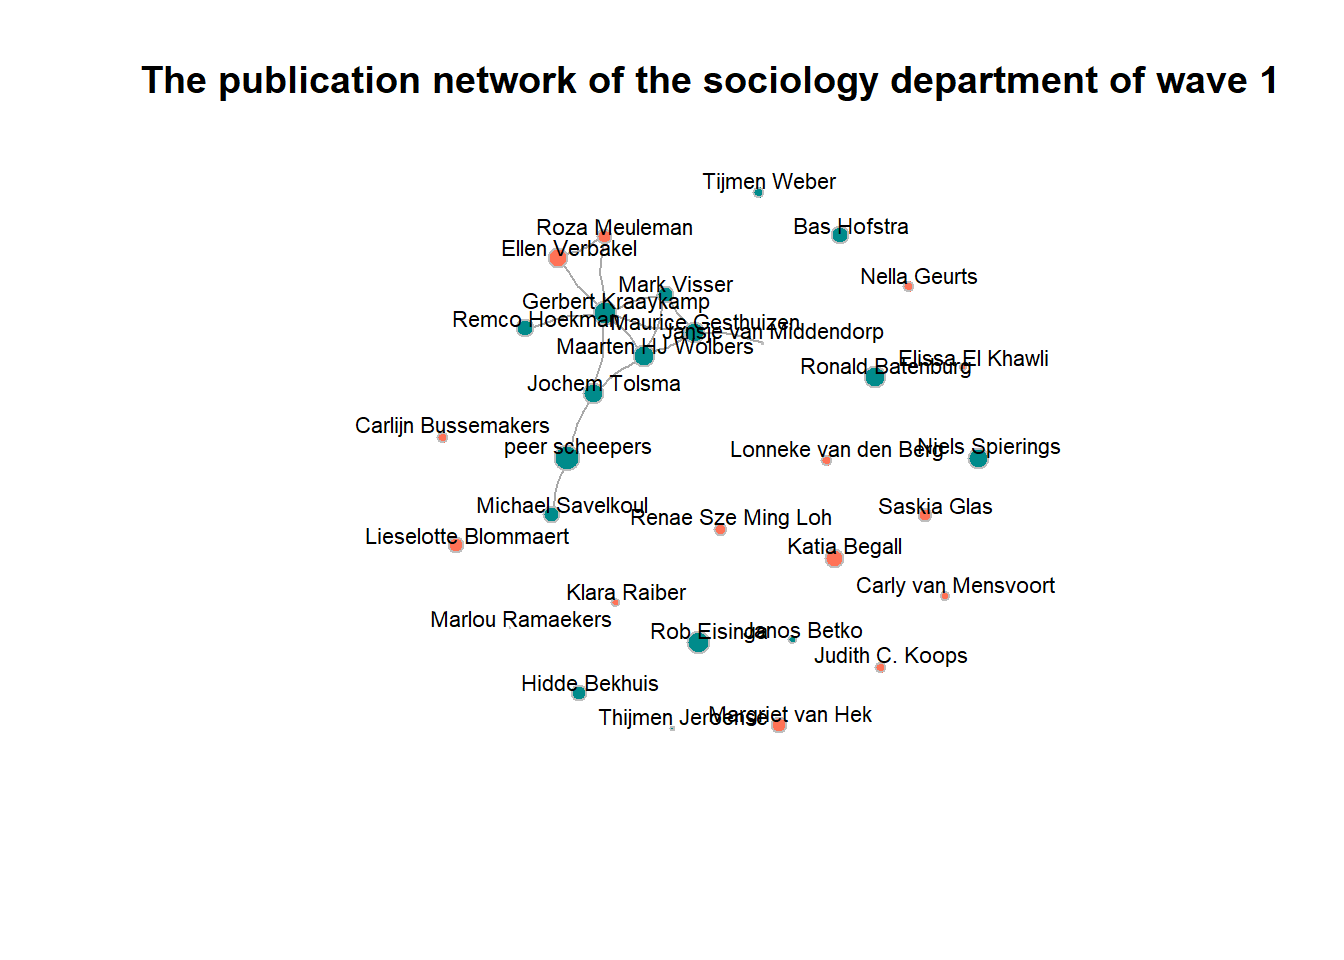 The publication network of the sociology department of wave 1
Tijmen Weber
Roza Meuleman
Bas Hofstra
Ellen Verbakel
Nella Geurts
Mark Visser
Gerbert Kraaykamp
Remco Hoekman
Maurice Gesthuizen
Jansje van Middendorp
Maarten HJ Wolbers
Elissa El Khawli
Ronald Batenburg
Jochem Tolsma
Carlijn Bussemakers
peer scheepers
Lonneke van den Berg
Niels Spierings
Michael Savelkoul
Saskia Glas
Renae Sze Ming Loh
Lieselotte Blommaert
Katia Begall
Carly van Mensvoort
Klara Raiber
Marlou Ramaekers
Rob Eisinga
Janos Betko
Judith C. Koops
Hidde Bekhuis
Thijmen Jeroense
Margriet van Hek